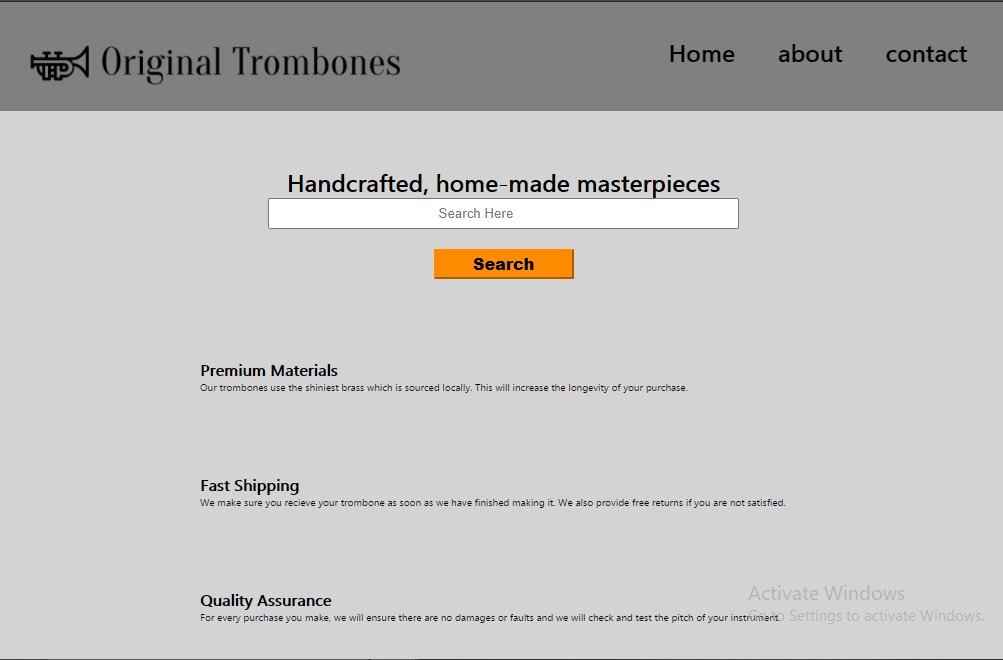 Original Trombones
Home about contact
Handcrafted, home-made masterpieces
Search Here
Search
Premium Materials
Our trombones use the shiniest brass which is sourced locally. This will increase the longevity of your purchase.
Fast Shipping
We make sure you recieve your trombone as soon as we have finished making it. We also provide free returns if you are not satisfied.
Quality Assurance
For every purchase you make, we will ensure there are no damages or faults and we will check and test the pitch of your instrument.
Activate Windows
Go to Settings to activate Windows.